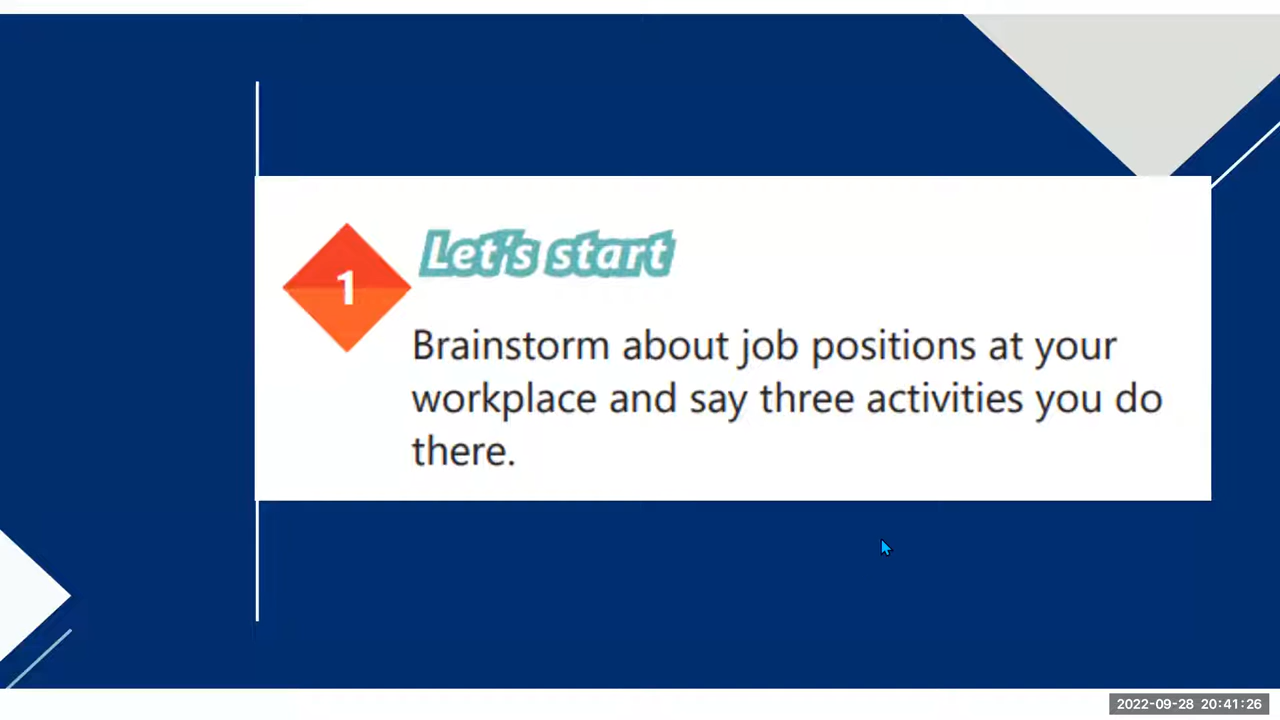 Let's start
1
Brainstorm about job positions at your
workplace and say three activities you do
there.
2022-09-28 20:41:26